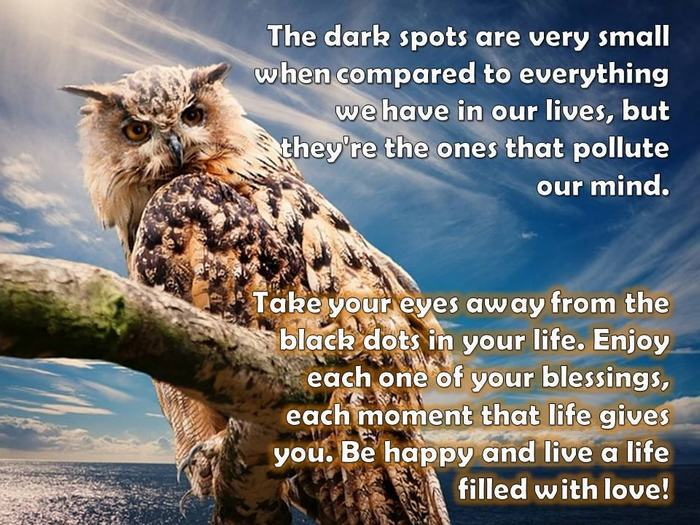 The dark spots are very small
when compared to everything
we have in our lives, but
they're the ones that pollute
our mind.
Take your eyes away from the
black dots in your life. Enjoy
each one of your blessings,
each moment that life gives
you. Be happy and live a life
filled with love!